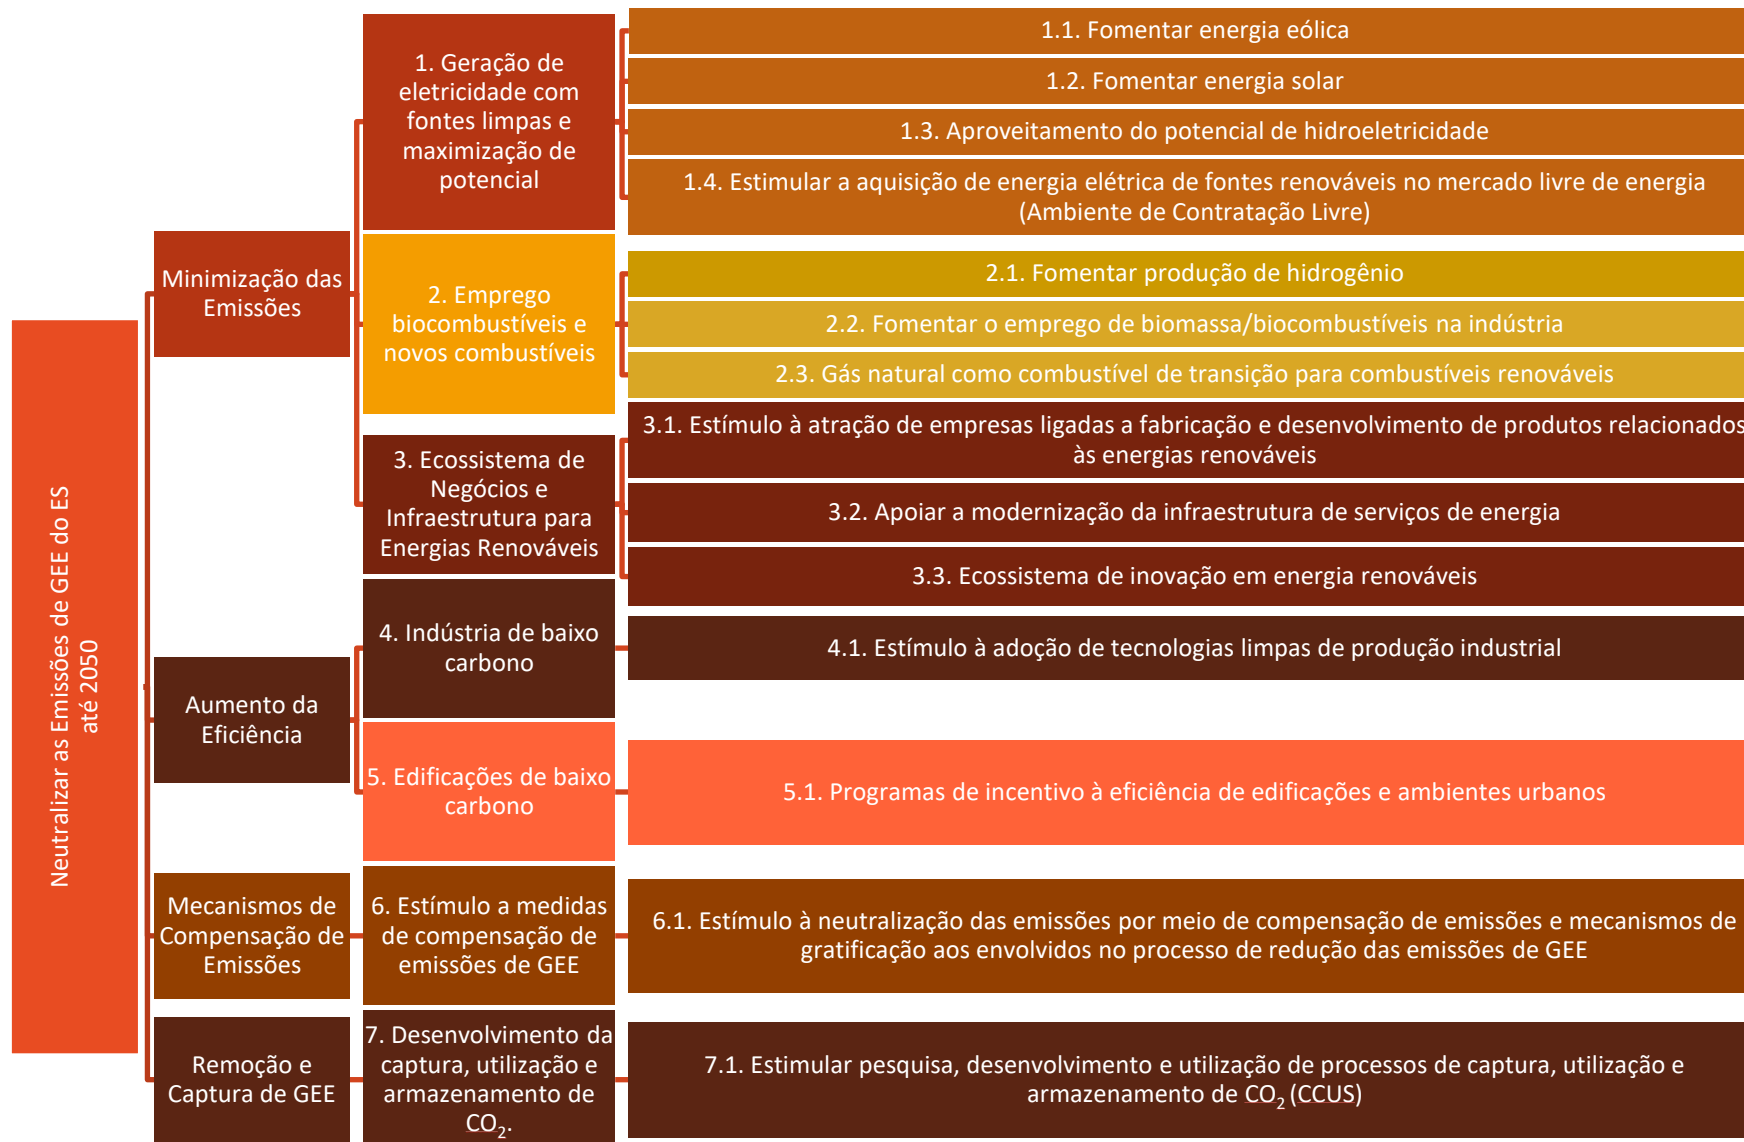 Neutralizar as Emissões de GEE do ES
até 2050
Minimização das
Emissões
1. Geração de
eletricidade com
fontes limpas e
maximização de
potencial
1.1. Fomentar energia eólica
1.2. Fomentar energia solar
1.3. Aproveitamento do potencial de hidroeletricidade
1.4. Estimular a aquisição de energia elétrica de fontes renováveis no mercado livre de energia
(Ambiente de Contratação Livre)
2. Emprego
biocombustíveis e
novos combustíveis
2.1. Fomentar produção de hidrogênio
2.2. Fomentar o emprego de biomassa/biocombustíveis na indústria
2.3. Gás natural como combustível de transição para combustíveis renováveis
3. Ecossistema de
Negócios e
Infraestrutura para
Energias Renováveis
3.1. Estímulo à atração de empresas ligadas a fabricação e desenvolvimento de produtos relacionados
às energias renováveis
3.2. Apoiar a modernização da infraestrutura de serviços de energia
3.3. Ecossistema de inovação em energia renováveis
Aumento da
Eficiência
4. Indústria de baixo
carbono
4.1. Estímulo à adoção de tecnologias limpas de produção industrial
5. Edificações de baixo
carbono
5.1. Programas de incentivo à eficiência de edificações e ambientes urbanos
Mecanismos de
Compensação de
Emissões
6. Estímulo a medidas
de compensação de
emissões de GEE
6.1. Estímulo à neutralização das emissões por meio de compensação de emissões e mecanismos de
gratificação aos envolvidos no processo de redução das emissões de GEE
Remoção e
Captura de GEE
7. Desenvolvimento da
captura, utilização e
armazenamento de
CO₂.
7.1. Estimular pesquisa, desenvolvimento e utilização de processos de captura, utilização e
armazenamento de CO₂ (CCUS)